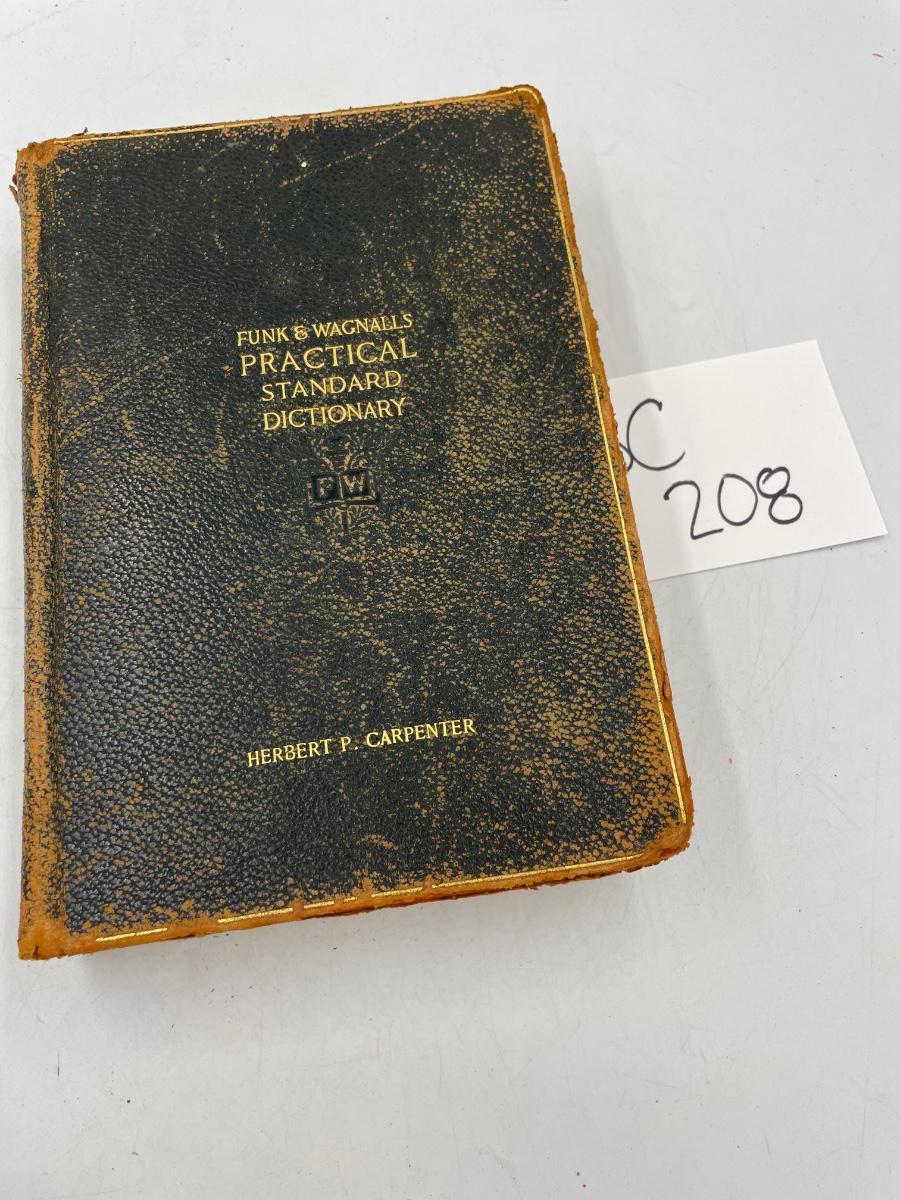 FUNK & WAGNALLS
PRACTICAL
STANDARD
DICTIONARY
F W
HERBERT P. CARPENTER
208